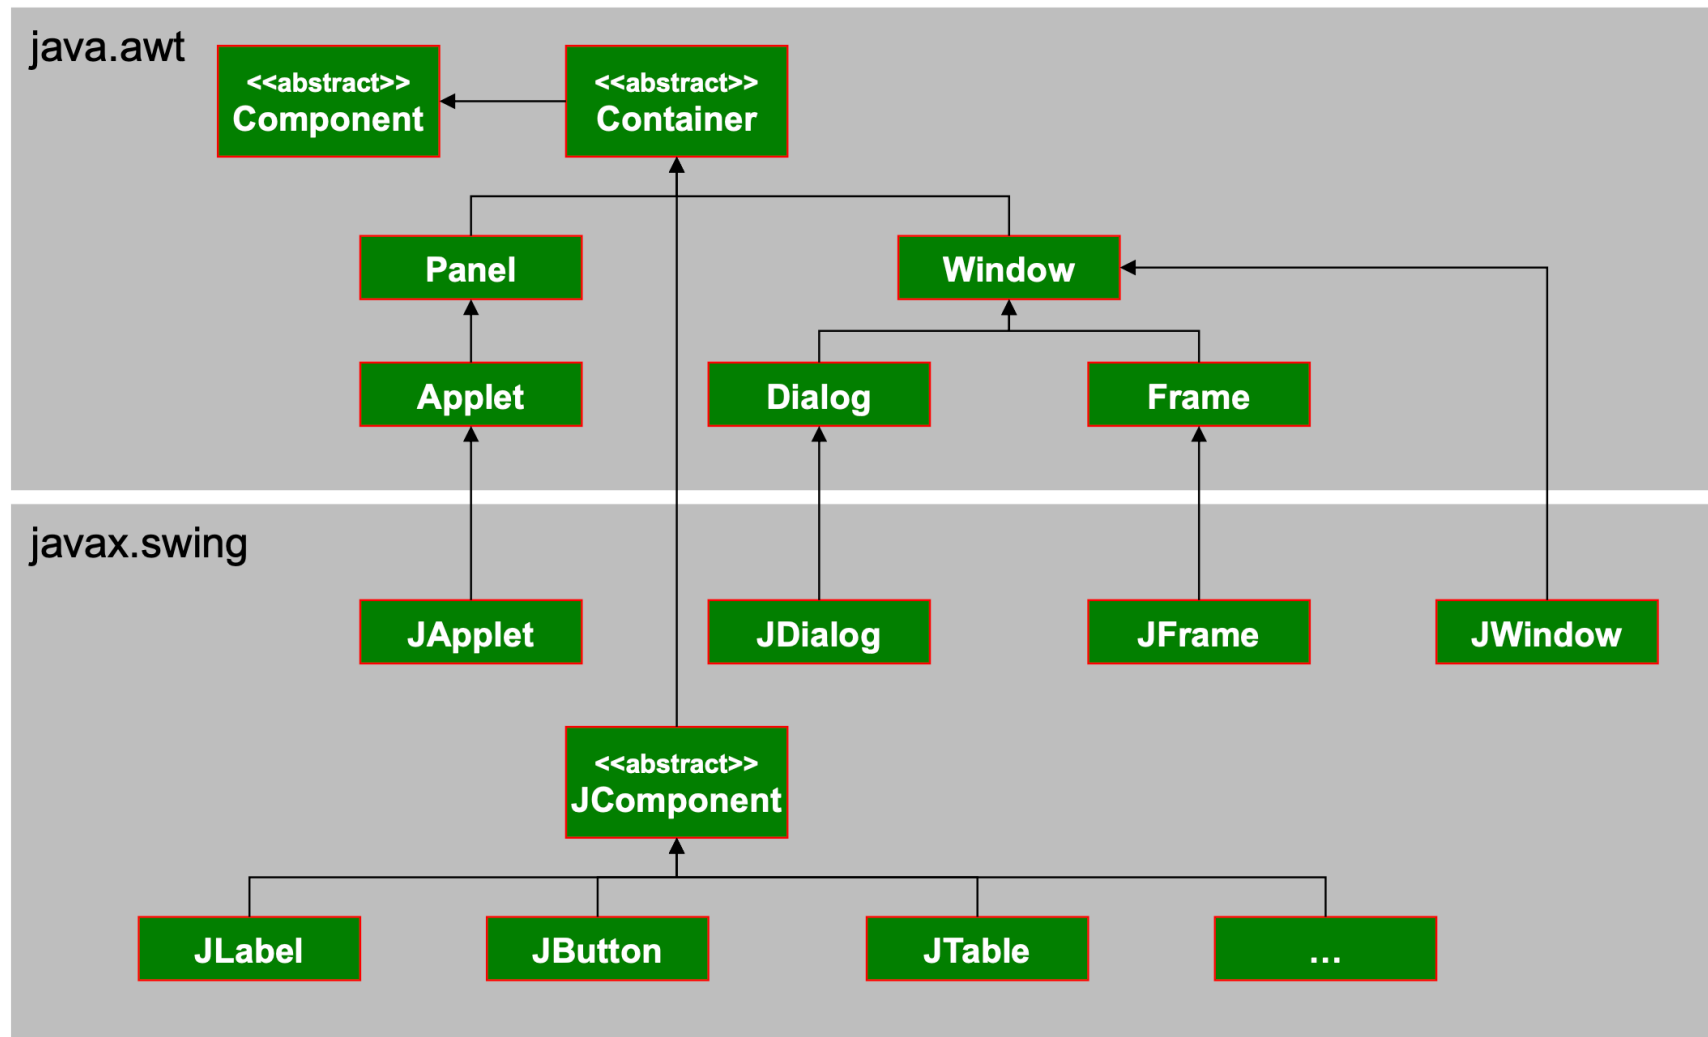 java.awt
<<abstract>>
Component
<<abstract>>
Container
Panel
Window
Applet
Dialog
Frame
javax.swing
JApplet
JDialog
JFrame
JWindow
<<abstract>>
JComponent
JLabel
JButton
JTable
...